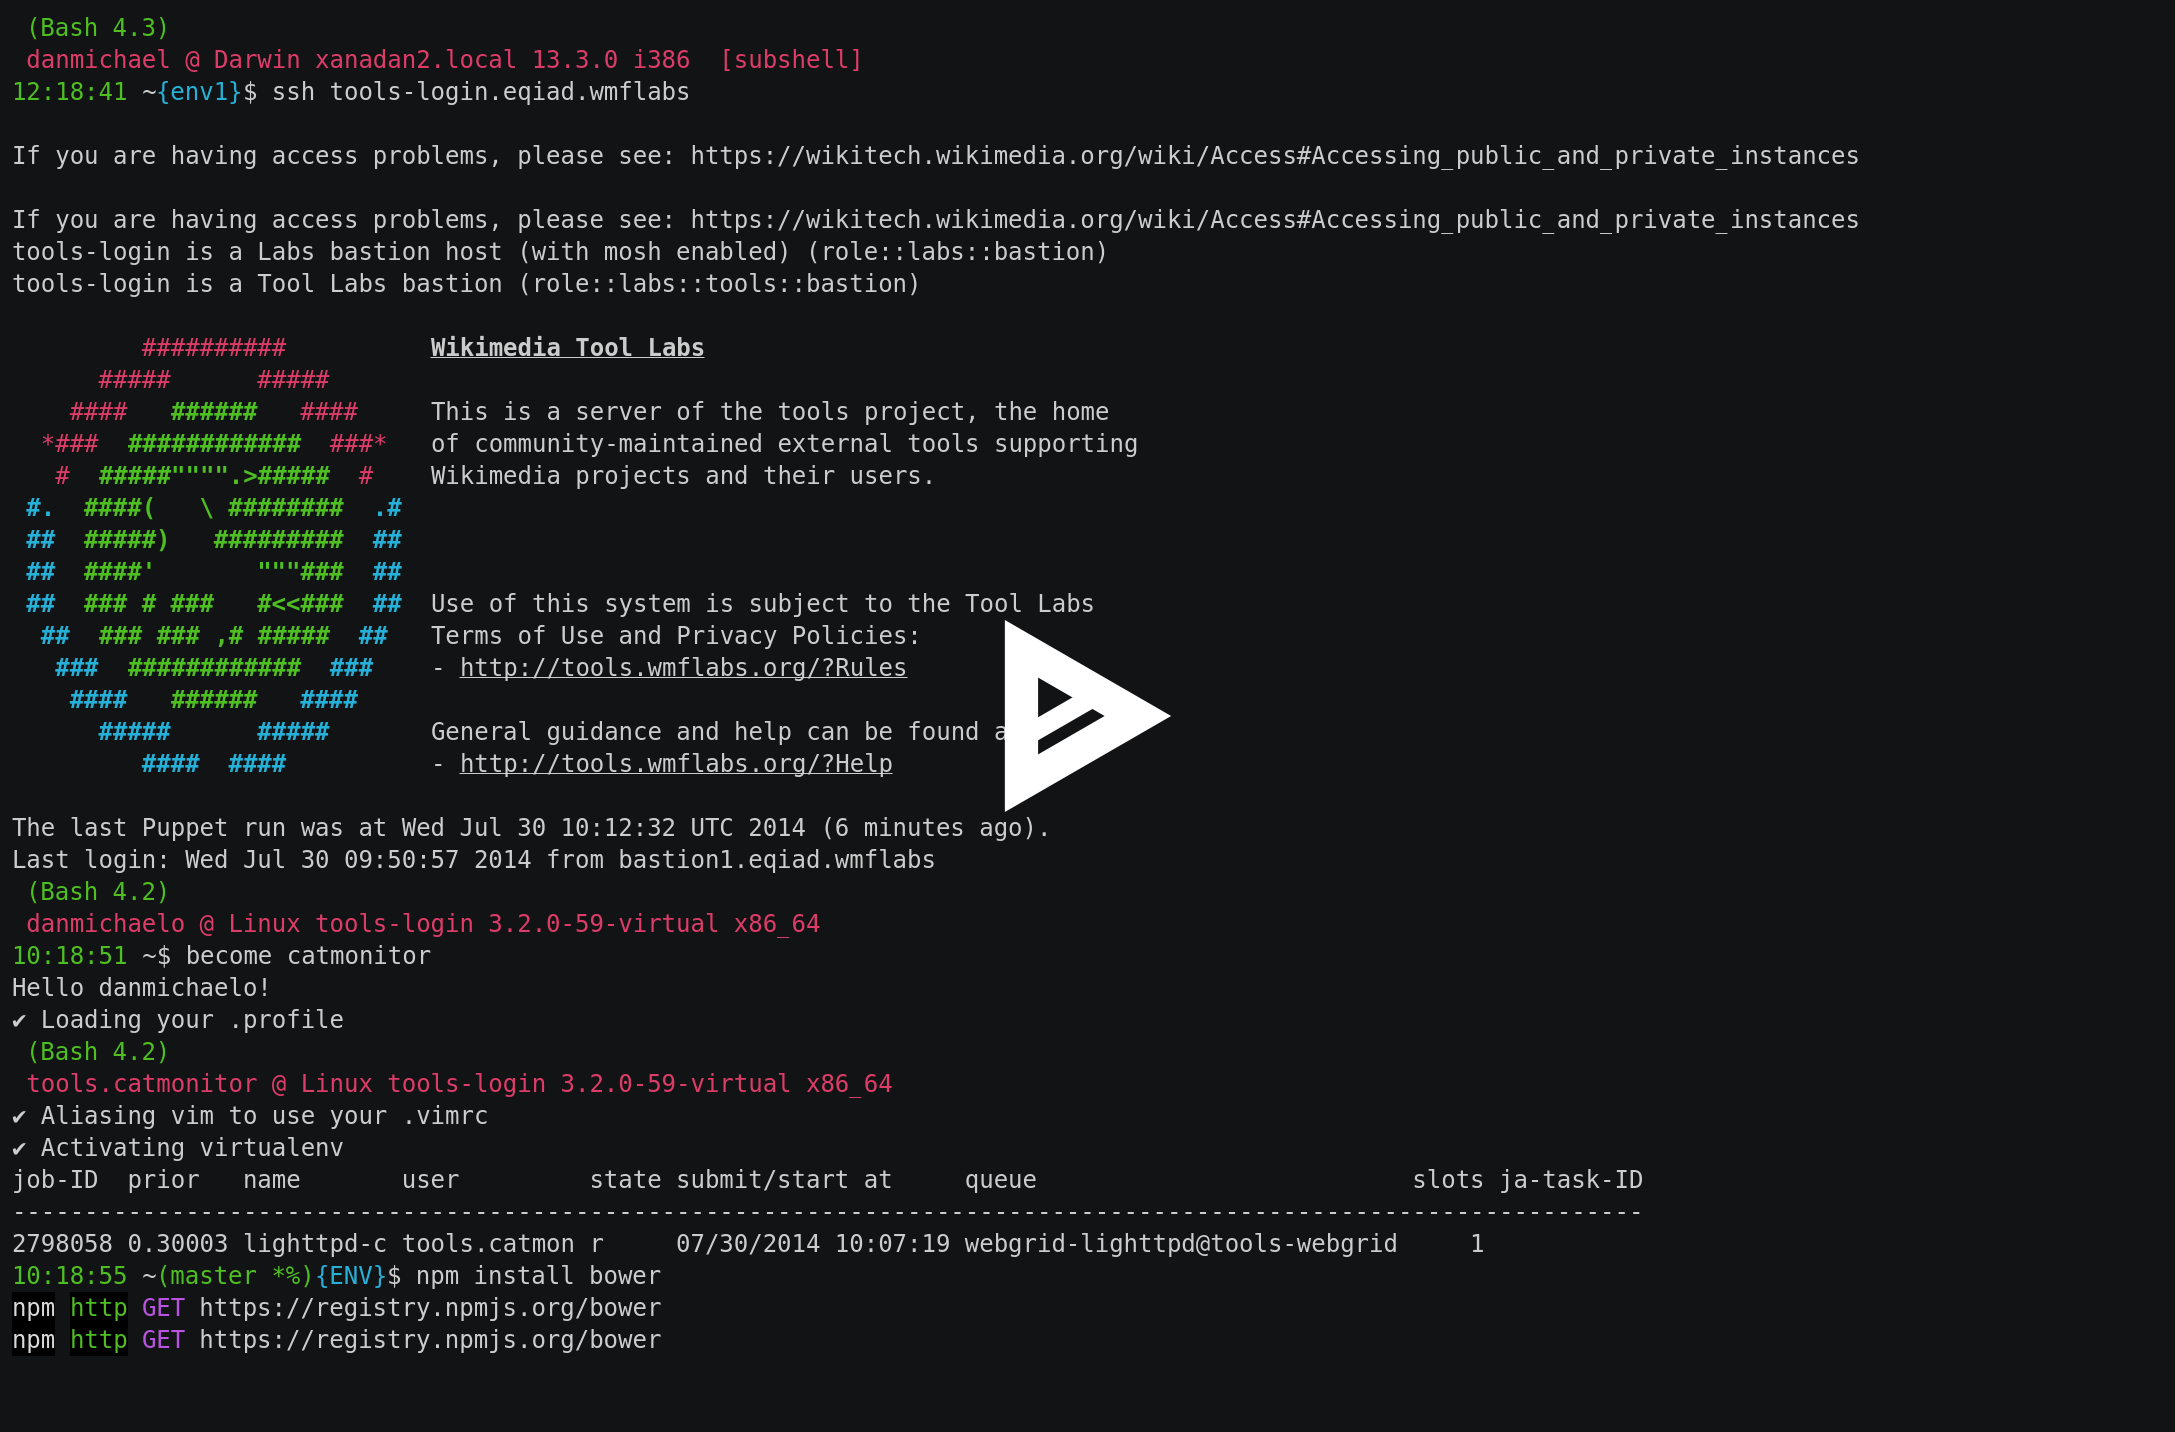 (Bash 4.3)
danmichael @ Darwin xanadan2.local 13.3.0 i386  [subshell]
12:18:41 ~{env1}$ ssh tools-login.eqiad.wmflabs

If you are having access problems, please see: https://wikitech.wikimedia.org/wiki/Access#Accessing_public_and_private_instances

If you are having access problems, please see: https://wikitech.wikimedia.org/wiki/Access#Accessing_public_and_private_instances
tools-login is a Labs bastion host (with mosh enabled) (role::labs::bastion)
tools-login is a Tool Labs bastion (role::labs::tools::bastion)

         ##########          Wikimedia Tool Labs
      #####      #####
    ####   ######   ####     This is a server of the tools project, the home
  *###  ############  ###*   of community-maintained external tools supporting
   #  #####"""".>#####  #    Wikimedia projects and their users.
 #.  ####(   \ ########  .#
 ##  #####)   #########  ##
 ##  ####'       """###  ##
 ##  ### # ###   #<<###  ##  Use of this system is subject to the Tool Labs
  ##  ### ### ,# #####  ##   Terms of Use and Privacy Policies:
   ###  ############  ###    - http://tools.wmflabs.org/?Rules
    ####   ######   ####
      #####      #####       General guidance and help can be found
         ####  ####          - http://tools.wmflabs.org/?Help

The last Puppet run was at Wed Jul 30 10:12:32 UTC 2014 (6 minutes ago).
Last login: Wed Jul 30 09:50:57 2014 from bastion1.eqiad.wmflabs
(Bash 4.2)
danmichaelo @ Linux tools-login 3.2.0-59-virtual x86_64
10:18:51 ~$ become catmonitor
Hello danmichaelo!
✔ Loading your .profile
(Bash 4.2)
tools.catmonitor @ Linux tools-login 3.2.0-59-virtual x86_64
✔ Aliasing vim to use your .vimrc
✔ Activating virtualenv
job-ID  prior   name       user         state submit/start at     queue                          slots ja-task-ID
-----------------------------------------------------------------------------------------------------------------
2798058 0.30003 lighttpd-c tools.catmon r     07/30/2014 10:07:19 webgrid-lighttpd@tools-webgrid     1
10:18:55 ~(master *%){ENV}$ npm install bower
npm http GET https://registry.npmjs.org/bower
npm http GET https://registry.npmjs.org/bower